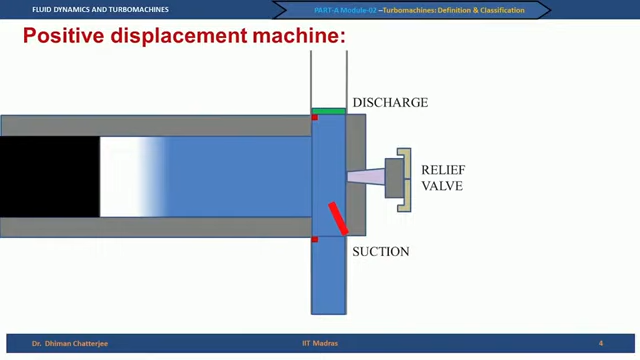 FLUID DYNAMICS AND TURBOMACHINES
PART-A Module-02 –Turbomachines: Definition & Classification
Positive displacement machine:
DISCHARGE
RELIEF
VALVE
SUCTION
Dr. Dhiman Chatterjee
IIT Madras
4